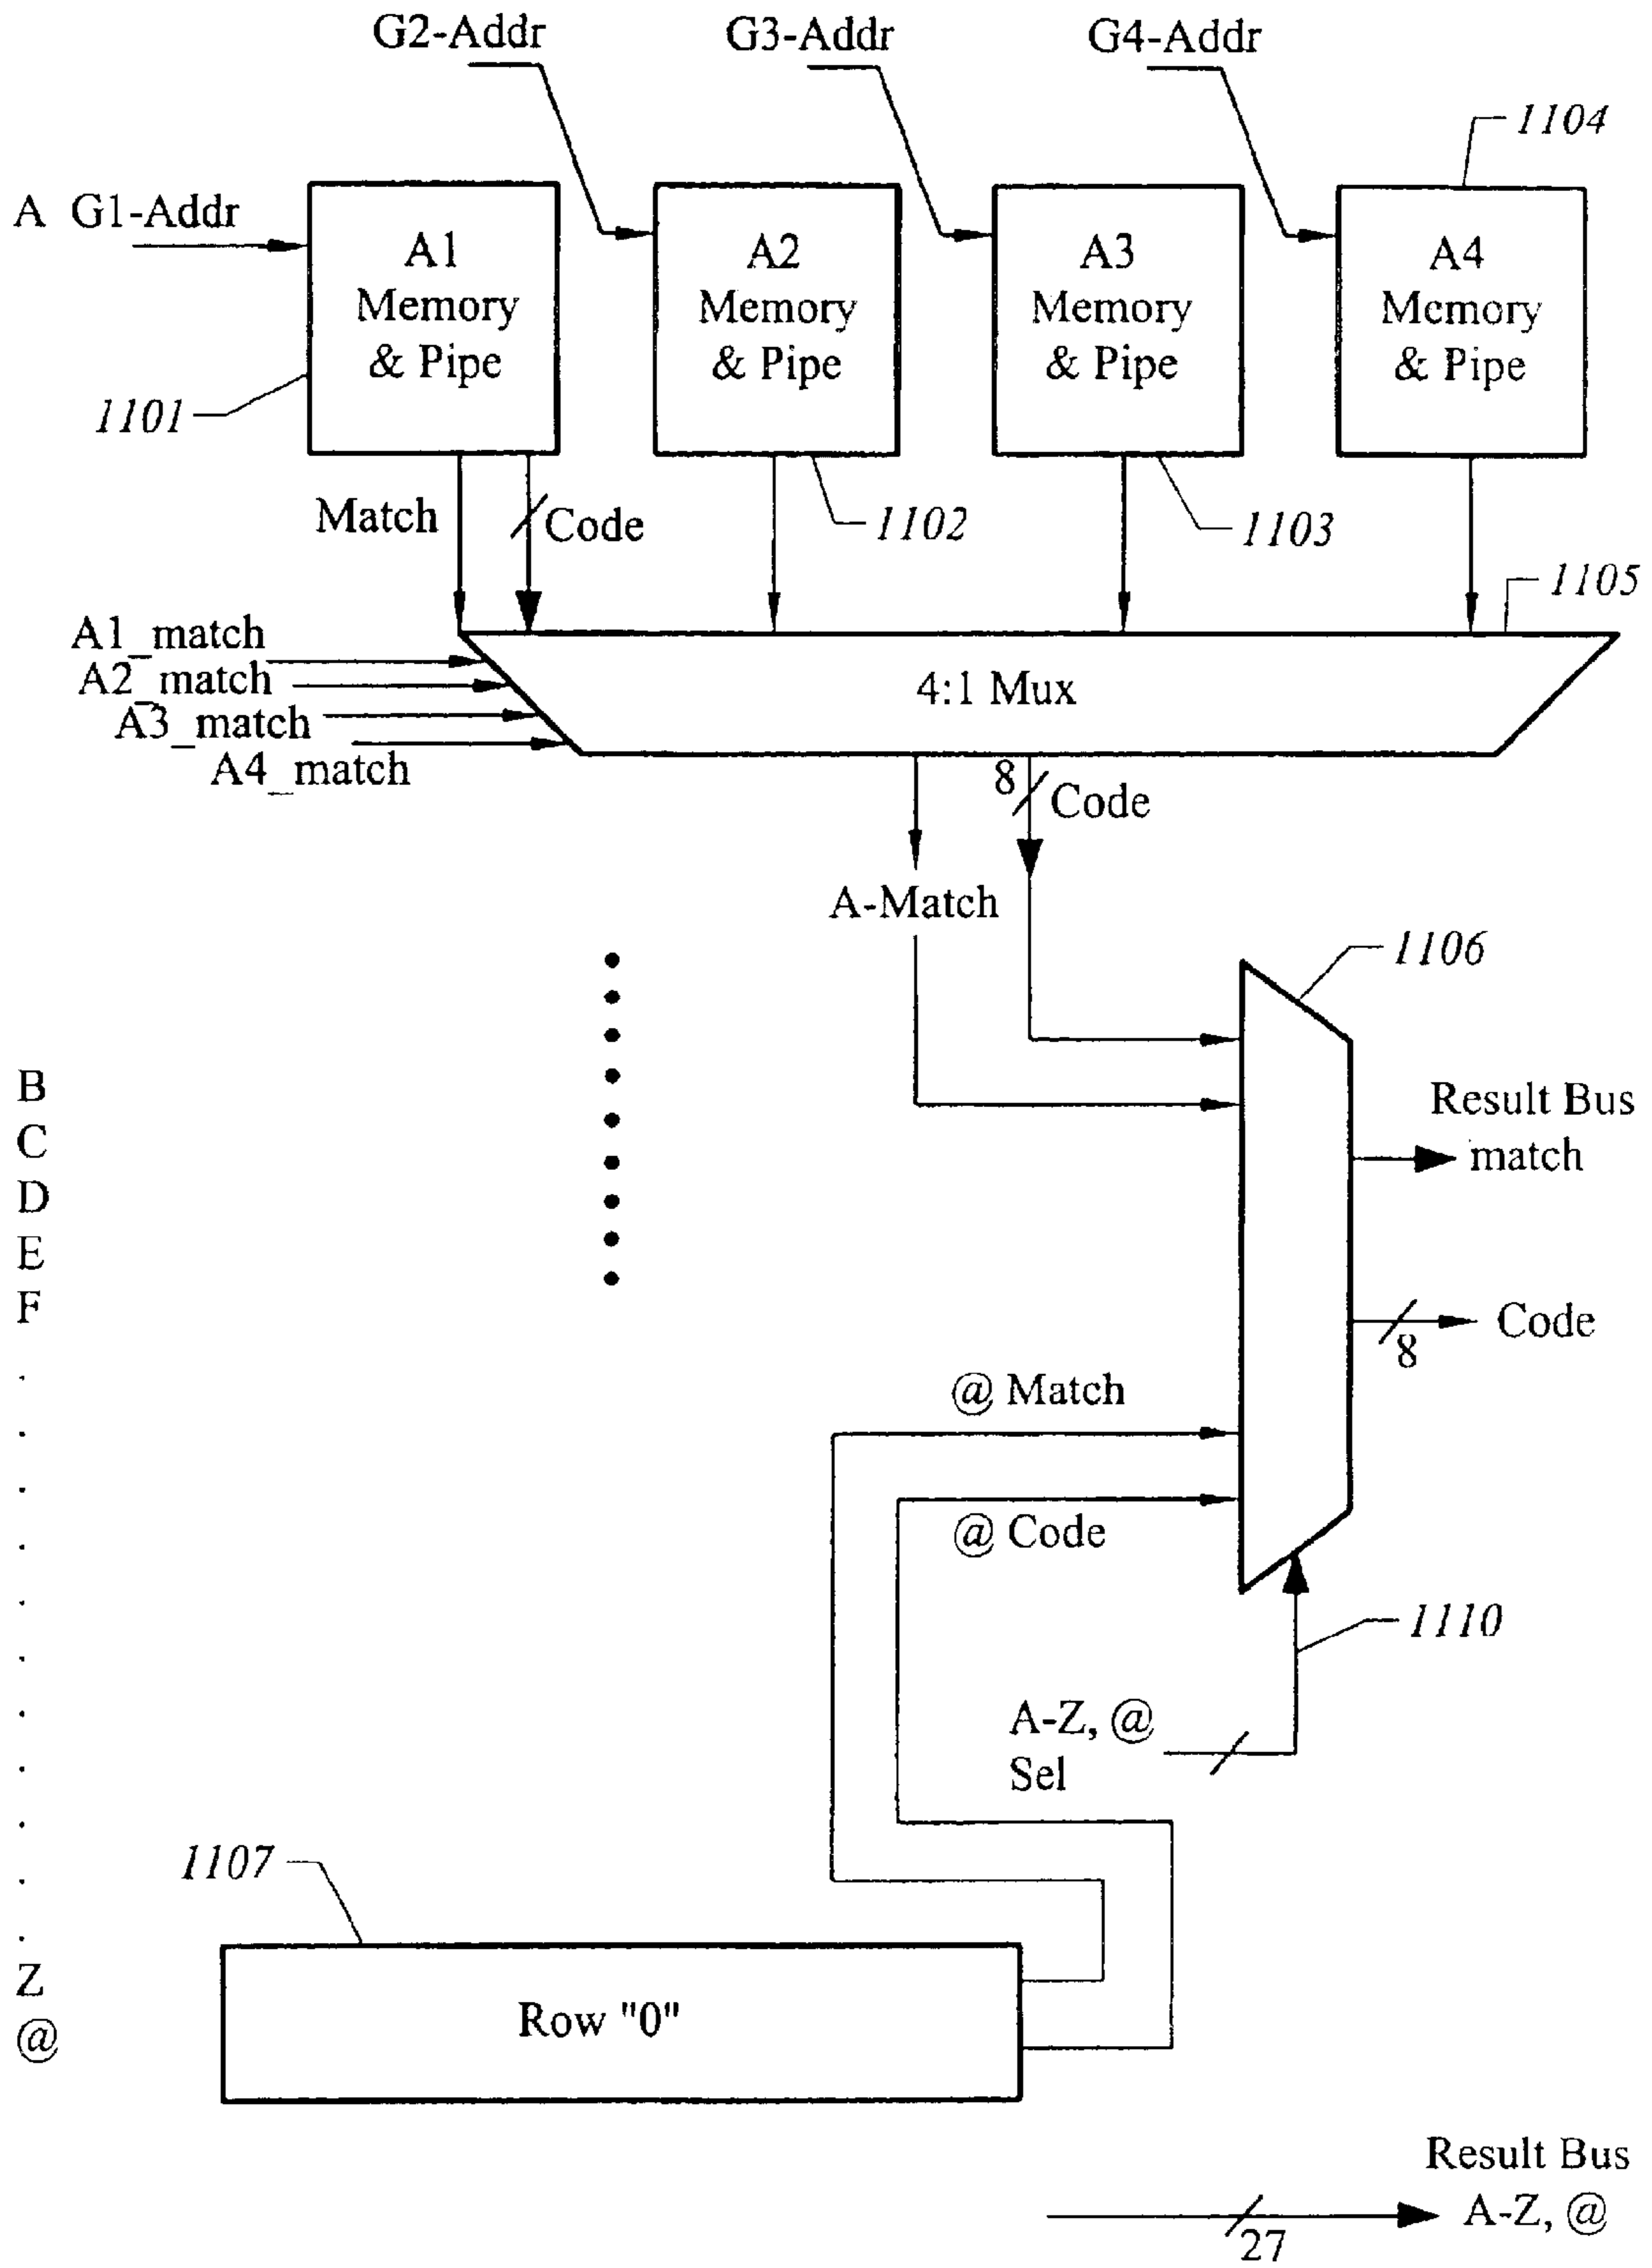 G2-Addr
G3-Addr
G4-Addr
1104
A G1-Addr
A1
Memory
& Pipe
A2
Memory
& Pipe
A3
Memory
& Pipe
A4
Memory
& Pipe
1101
Match
Code
1102
1103
1105
A1_match
A2_match
A3_match
A4_match
4:1 Mux
8
Code
A-Match
1106
B
C
D
E
F
Result Bus
match
Code
8
@ Match
@ Code
1110
A-Z, @
Sel
1107
Z
@
Row "0"
Result Bus
A-Z, @
27